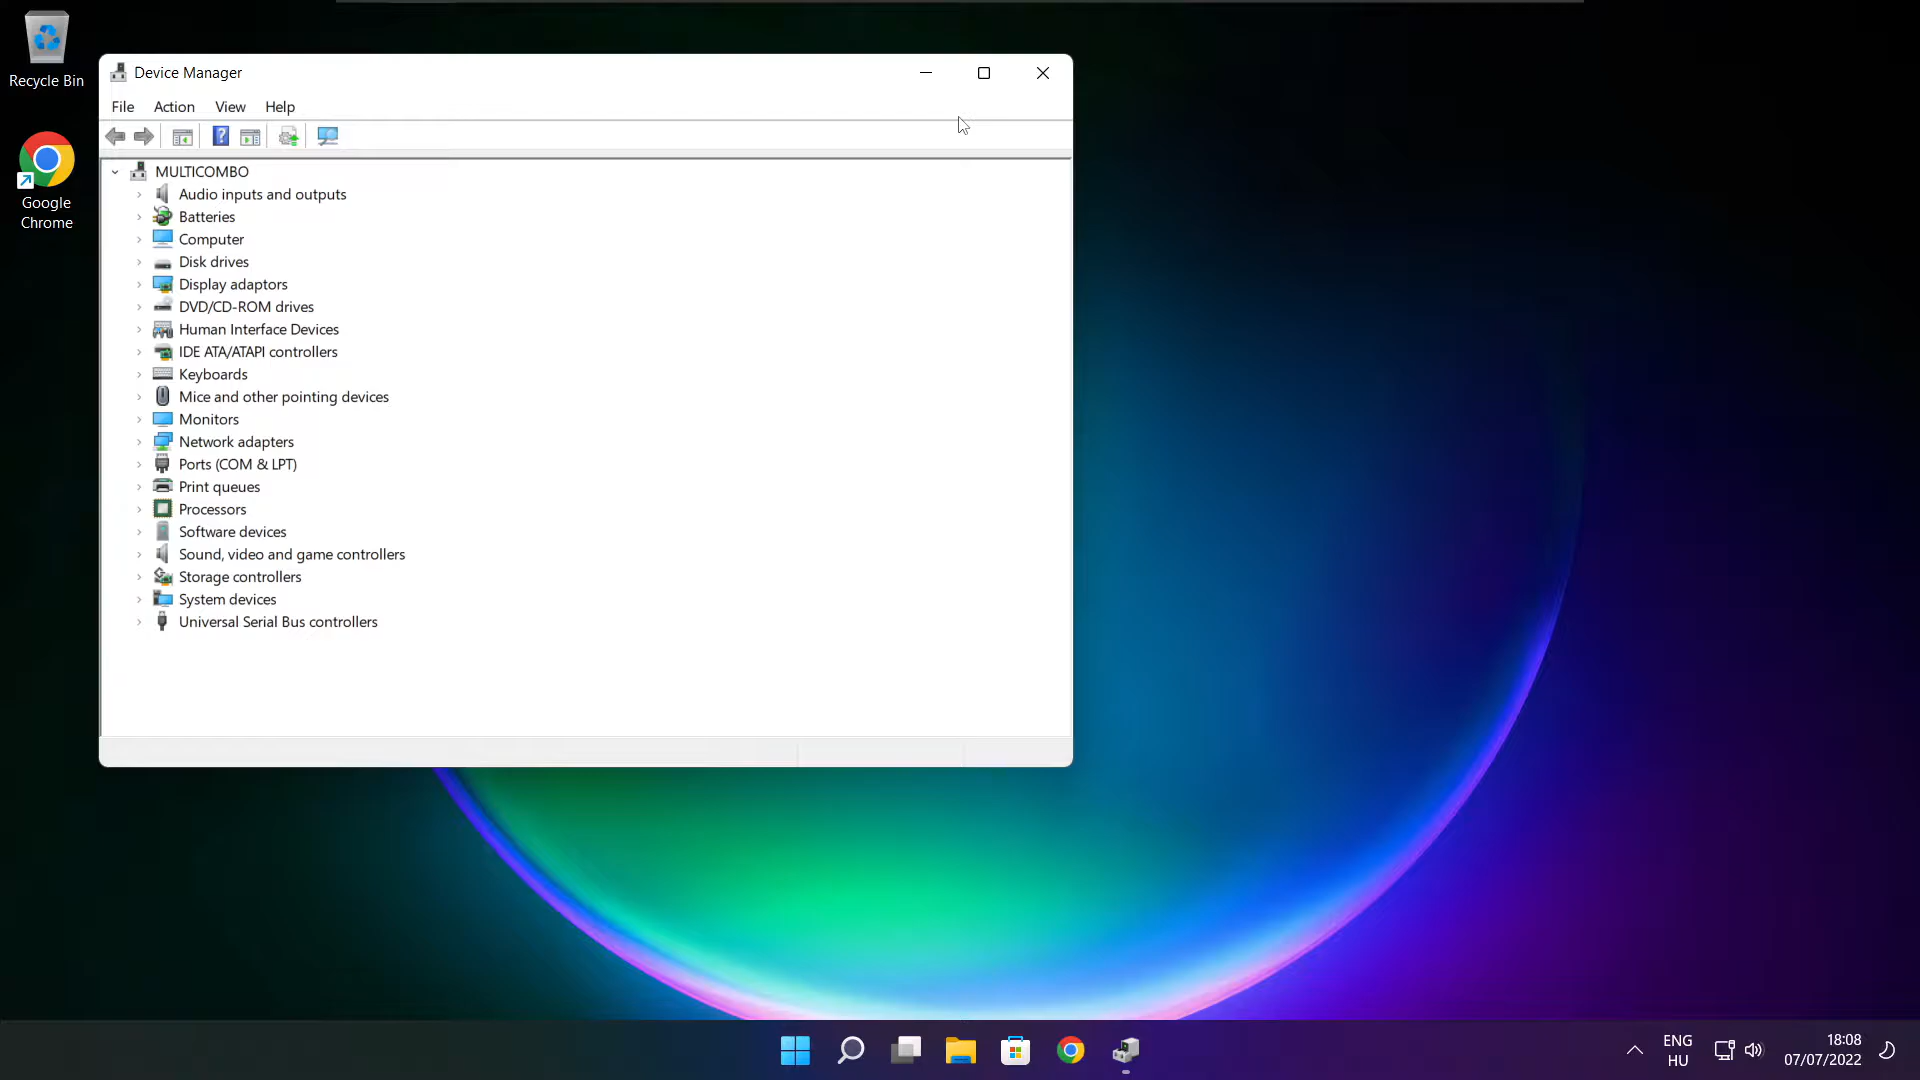 Recycle Bin
Google
Chrome
Device Manager
File Action View Help
MULTICOMBO
Audio inputs and outputs
Batteries
Computer
Disk drives
Display adaptors
DVD/CD-ROM drives
Human Interface Devices
IDE ATA/ATAPI controllers
Keyboards
Mice and other pointing devices
Monitors
Network adapters
Ports (COM & LPT)
Print queues
Processors
Software devices
Sound, video and game controllers
Storage controllers
System devices
Universal Serial Bus controllers
ENG
HU
18:08
07/07/2022